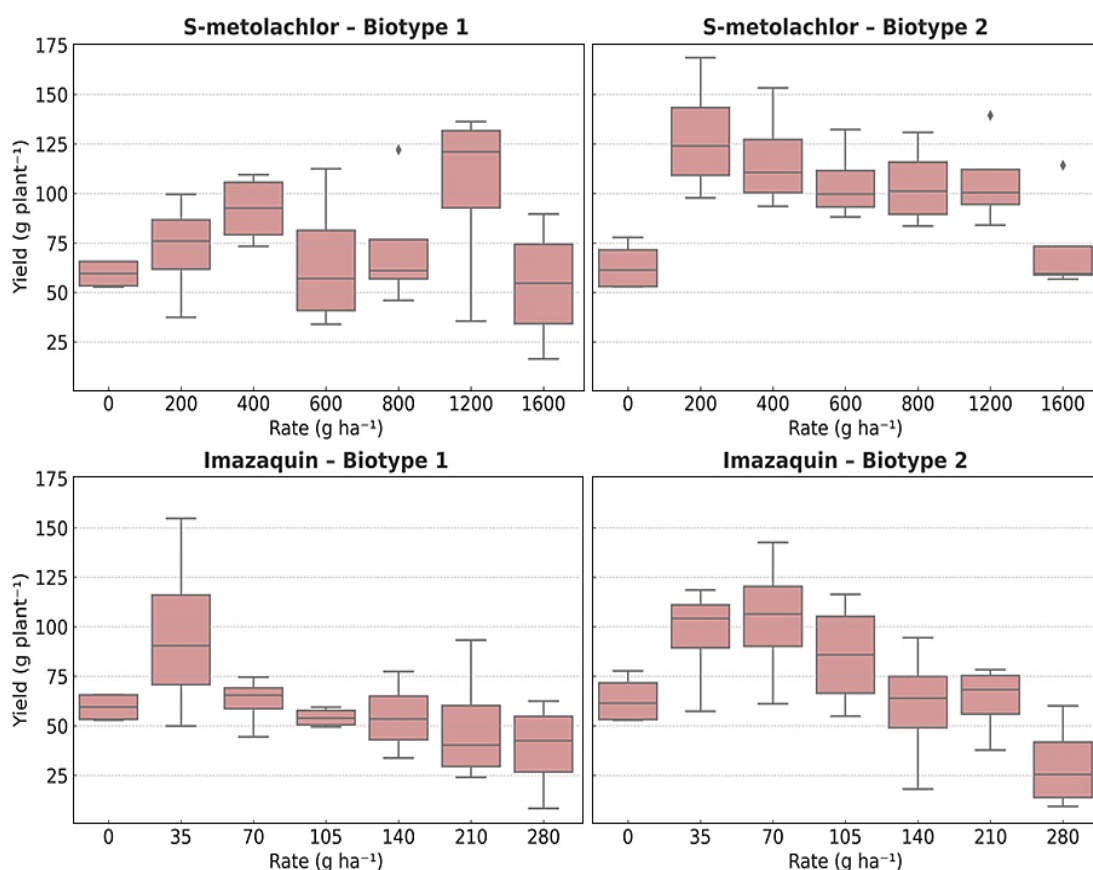 S-metolachlor – Biotype 1
175
150
125
100
75
50
25
Yield (g plant⁻¹)
0 200 400 600 800 1200 1600
Rate (g ha⁻¹)
S-metolachlor – Biotype 2
0 200 400 600 800 1200 1600
Rate (g ha⁻¹)
Imazaquin – Biotype 1
175
150
125
100
75
50
25
Yield (g plant⁻¹)
0 35 70 105 140 210 280
Rate (g ha⁻¹)
Imazaquin – Biotype 2
0 35 70 105 140 210 280
Rate (g ha⁻¹)